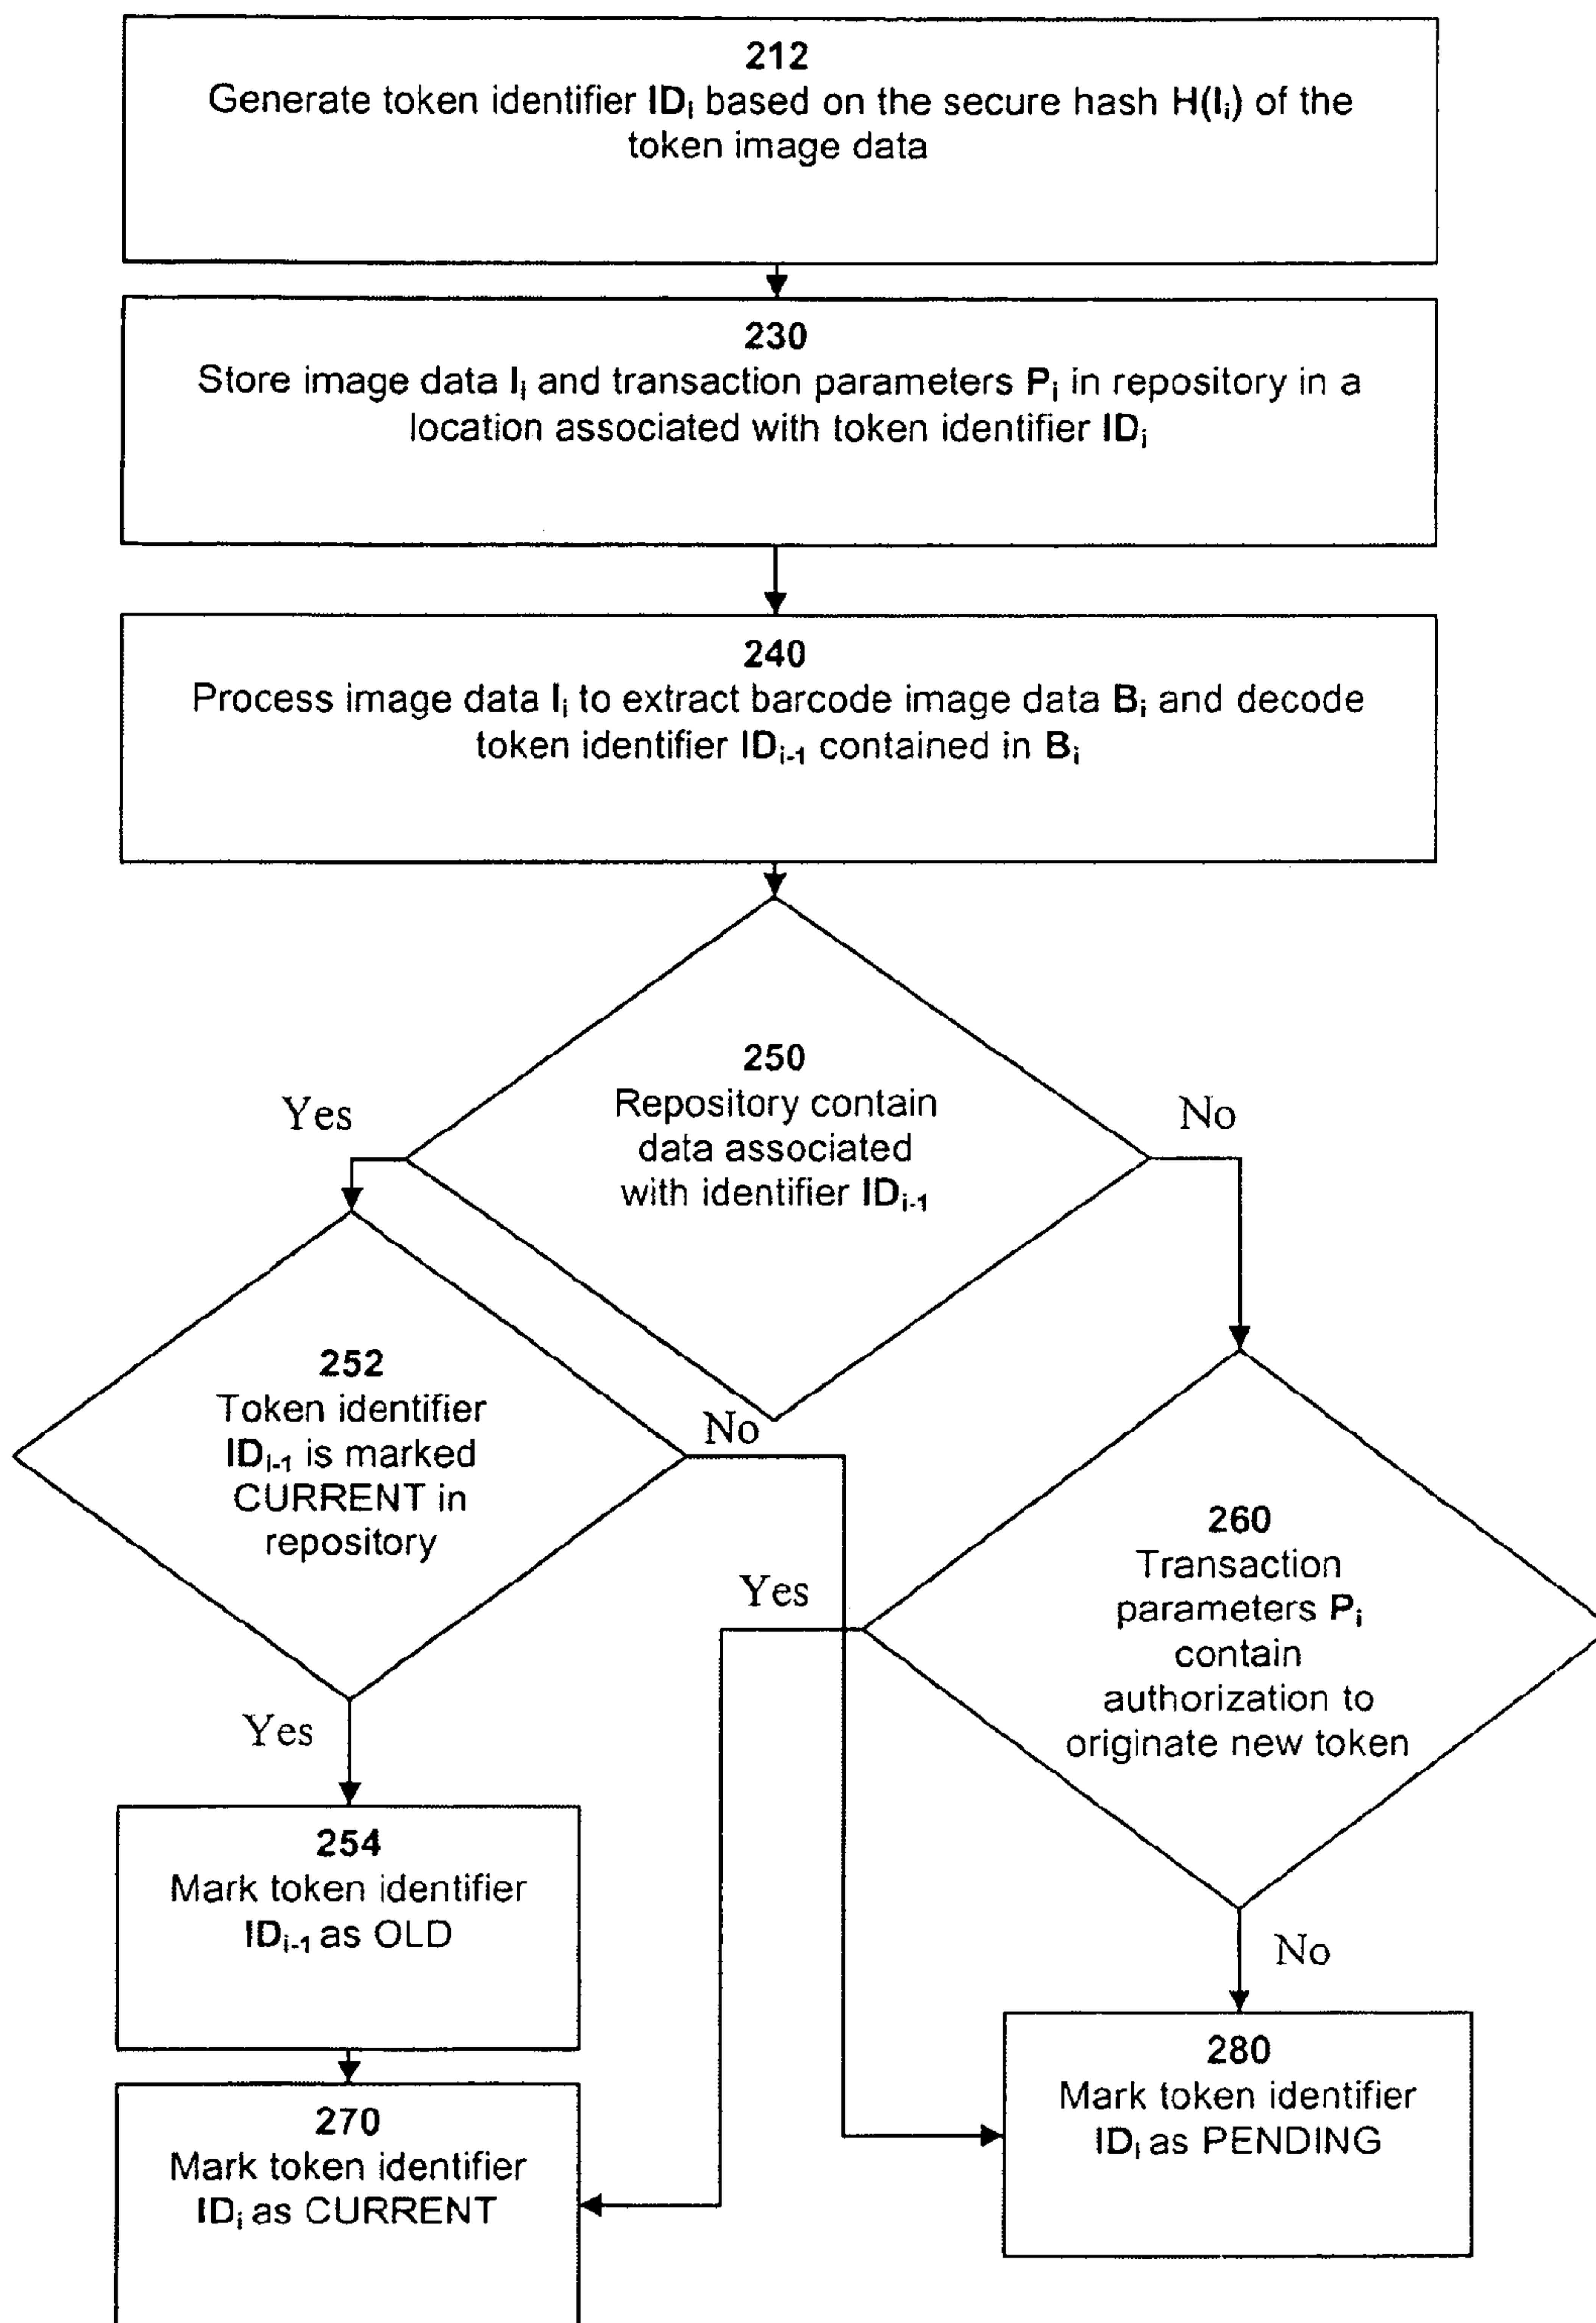 212
Generate token identifier IDi based on the secure hash H(Ii) of the
token image data
230
Store image data Ii and transaction parameters Pi in repository in a
location associated with token identifier IDi
240
Process image data Ii to extract barcode image data Bi and decode
token identifier IDi-1 contained in Bi
250
Repository contain
data associated
with identifier IDi-1
Yes
No
252
Token identifier
IDi-1 is marked
CURRENT in
repository
No
260
Transaction
parameters Pi
contain
authorization to
originate new token
Yes
Yes
No
254
Mark token identifier
IDi-1 as OLD
270
Mark token identifier
IDi as CURRENT
280
Mark token identifier
IDi as PENDING